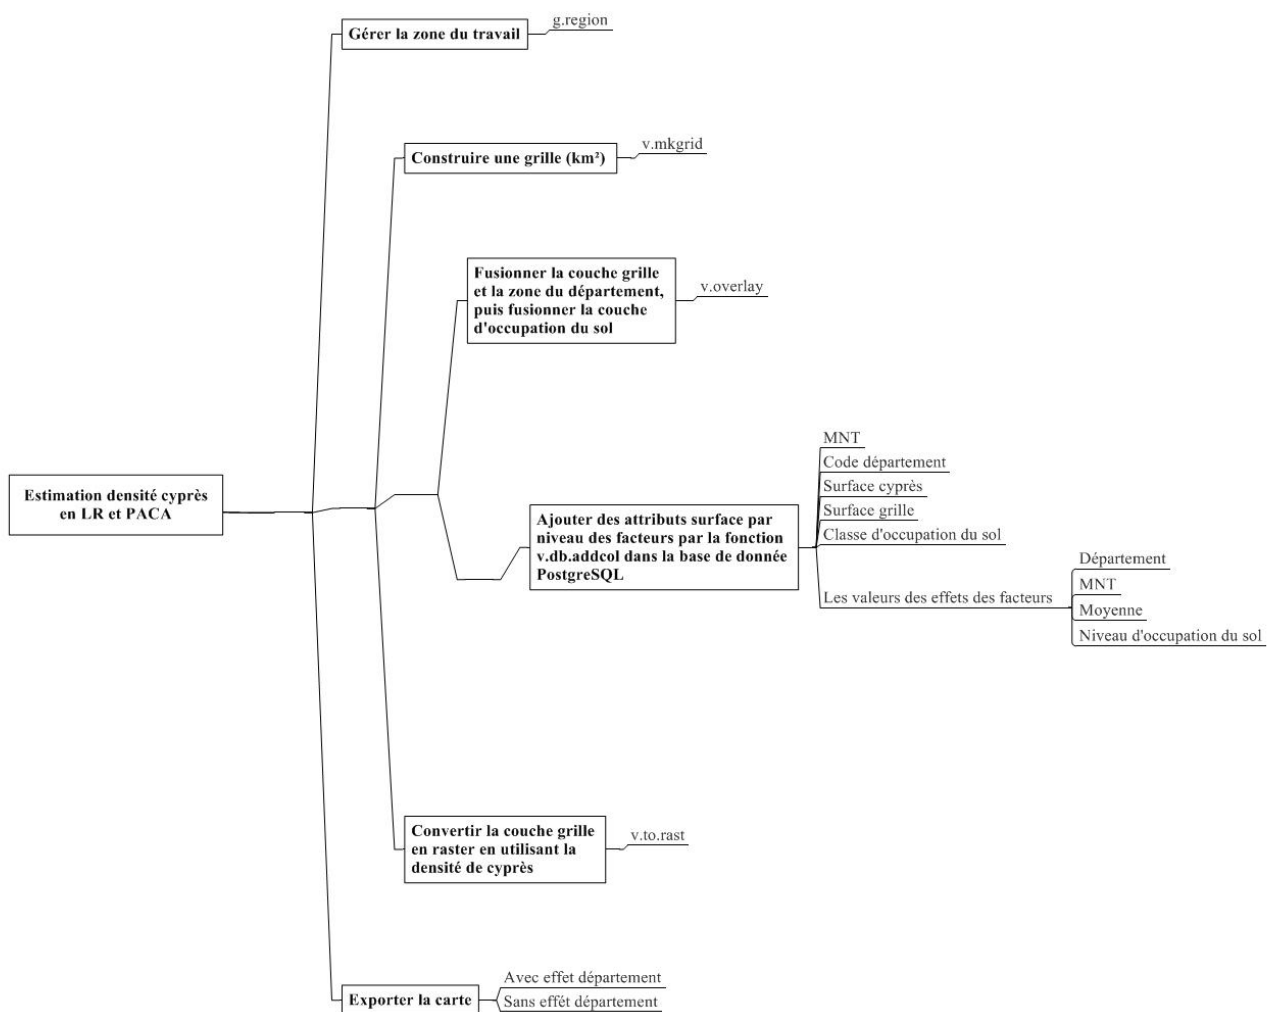 Gérer la zone du travail
g.region
Construire une grille (km²)
v.mkgrid
Fusionner la couche grille
et la zone du département,
puis fusionner la couche
d'occupation du sol
v.overlay
Estimation densité cyprès
en LR et PACA
Ajouter des attributs surface par
niveau des facteurs par la fonction
v.db.addcol dans la base de donnée
PostgreSQL
MNT
Code département
Surface cyprès
Surface grille
Classe d'occupation du sol
Les valeurs des effets des facteurs
Département
MNT
Moyenne
Niveau d'occupation du sol
Convertir la couche grille
en raster en utilisant la
densité de cyprès
v.to.rast
Exporter la carte
Avec effet département
Sans effét département